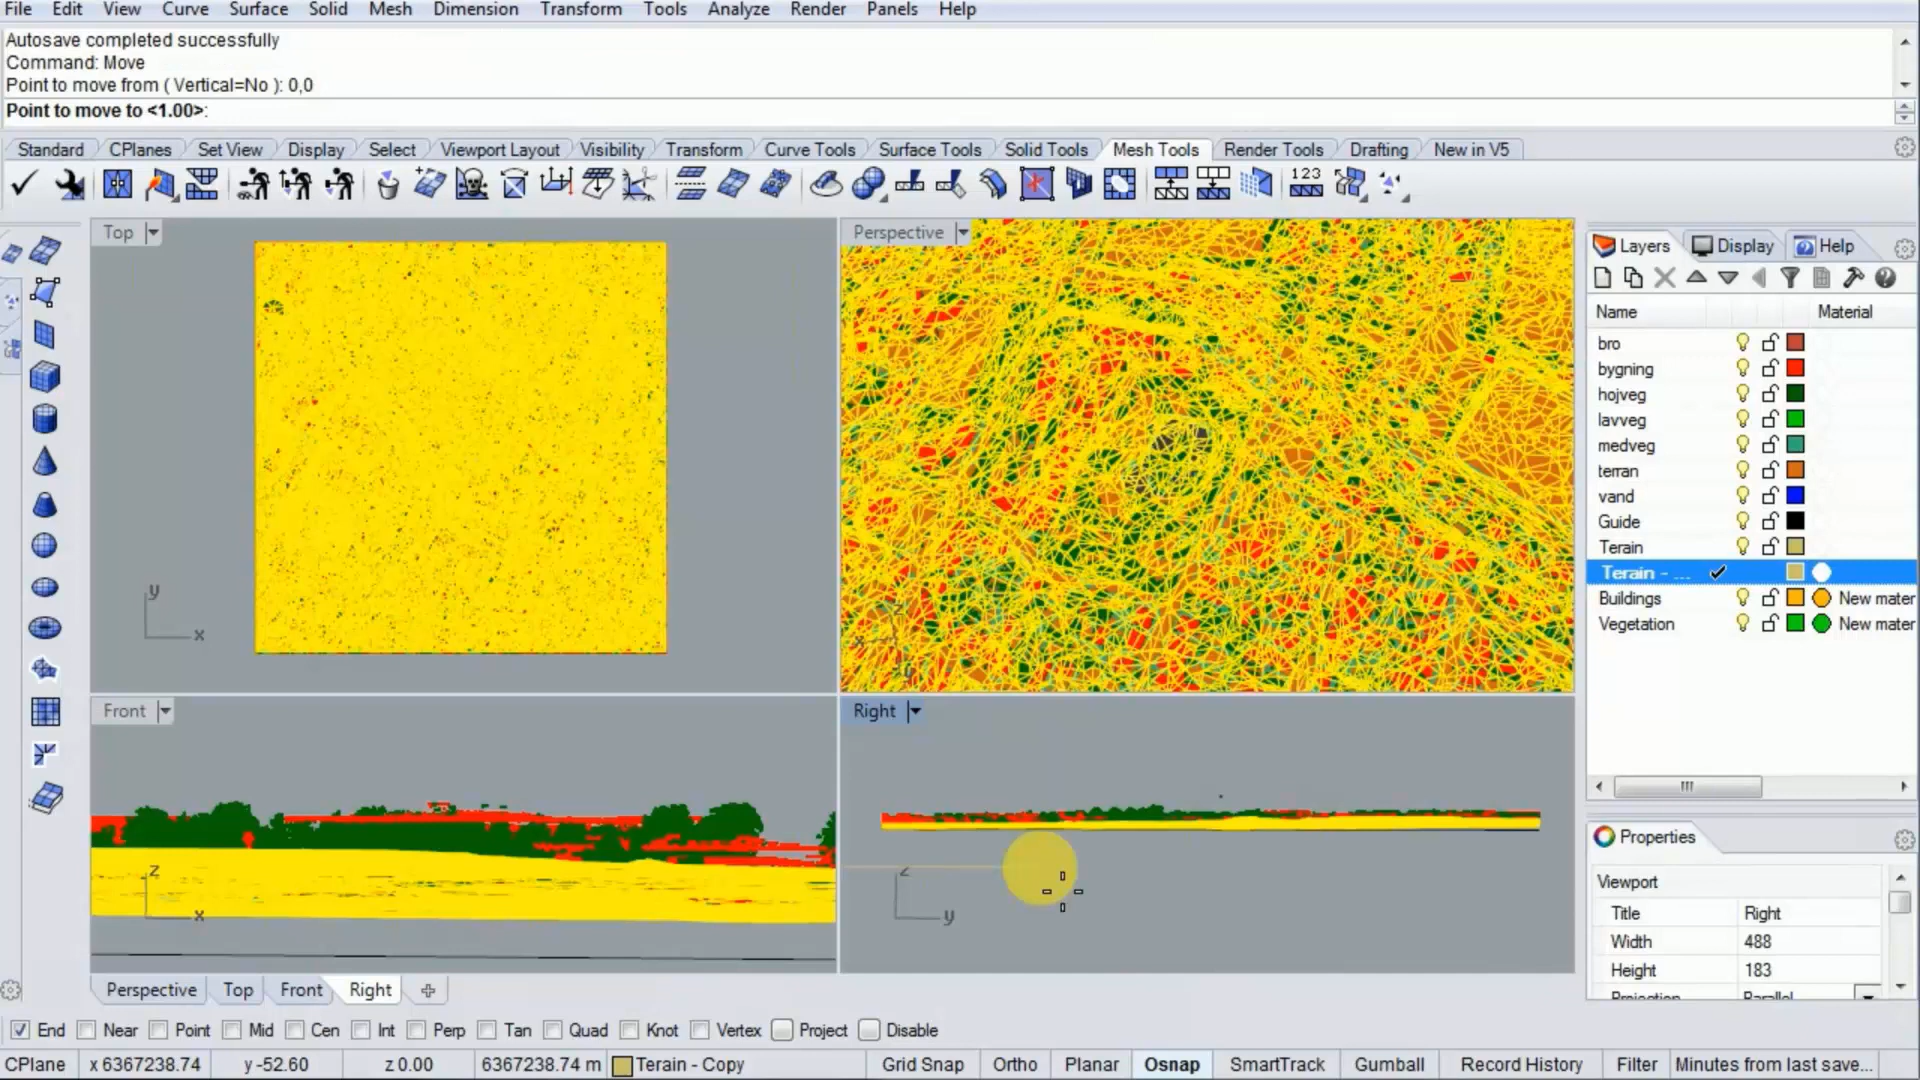 File Edit View Curve Surface Solid Mesh Dimension Transform Tools Analyze Render Panels Help
Autosave completed successfully
Command: Move
Point to move from ( Vertical=No ): 0,0
Point to move to <1.00>:
Standard CPlanes Set View Display Select Viewport Layout Visibility Transform Curve Tools Surface Tools Solid Tools Mesh Tools Render Tools Drafting New in V5
123
Top
y
x
Perspective
z
x
y
Front
z
x
Right
z
y
Layers Display Help
Name Material
bro
bygning
hojveg
lavveg
medveg
terran
vand
Guide
Terain
Terain - ...
Buildings New mater
Vegetation New mater
Properties
Viewport
Title Right
Width 488
Height 183
Projection Parallel
Perspective Top Front Right
End Near Point Mid Cen Int Perp Tan Quad Knot Vertex Project Disable
CPlane x 6367238.74 y -52.60 z 0.00 6367238.74 m Terain - Copy Grid Snap Ortho Planar Osnap SmartTrack Gumball Record History Filter Minutes from last save...